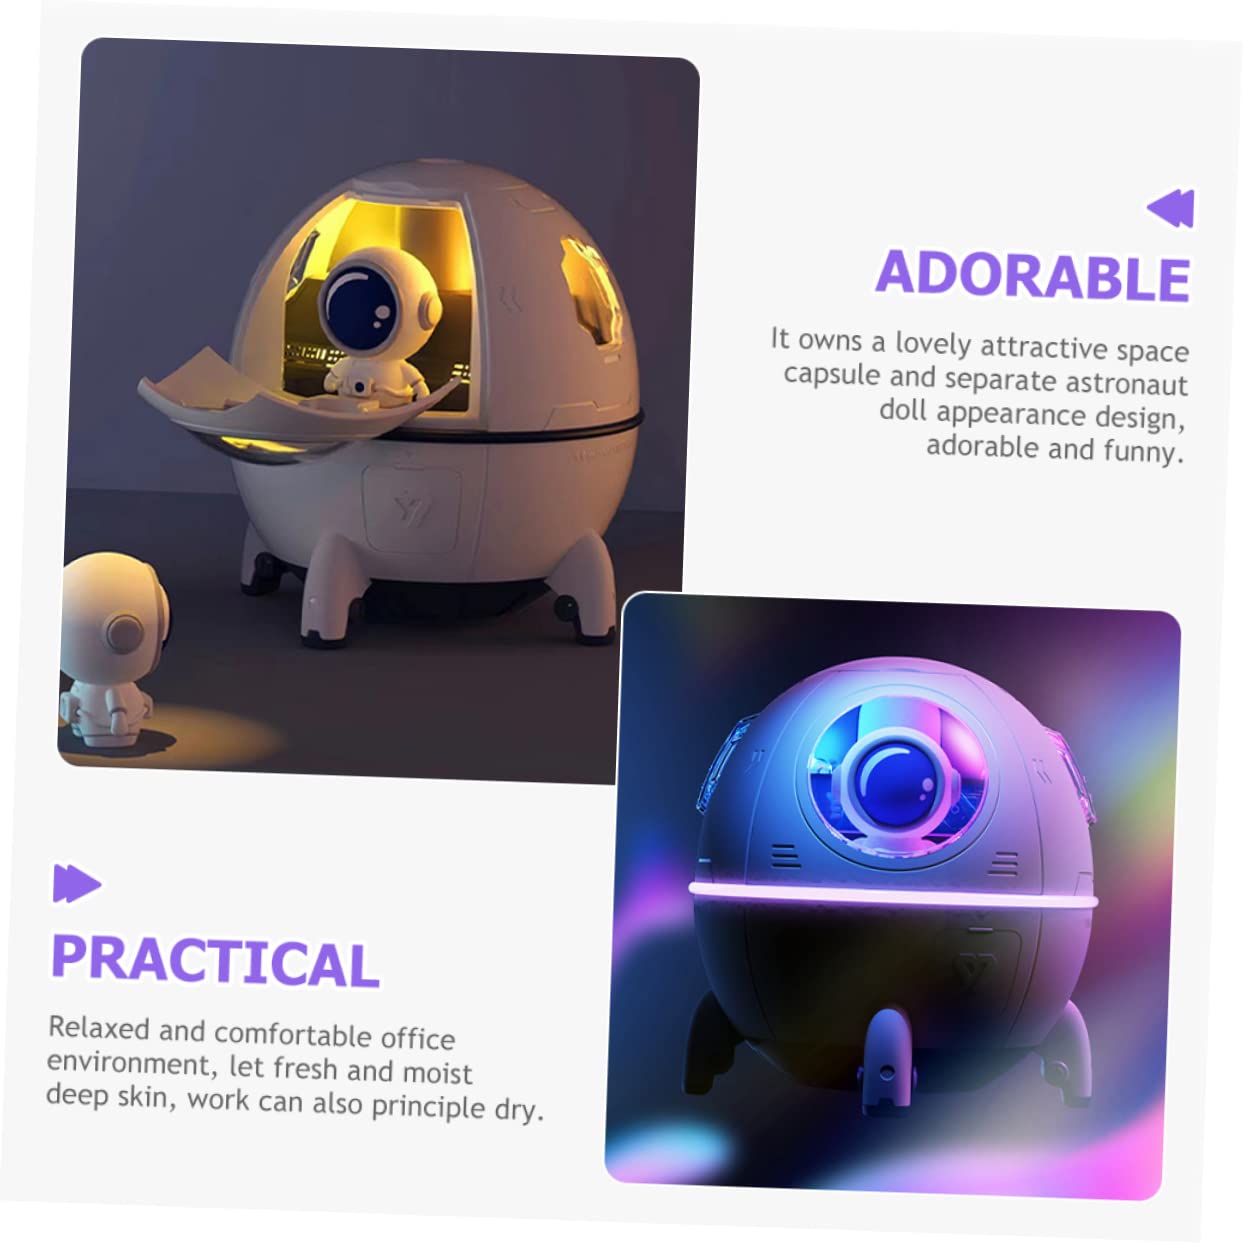 ADORABLE
It owns a lovely attractive space
capsule and separate astronaut
doll appearance design,
adorable and funny.
PRACTICAL
Relaxed and comfortable office
environment, let fresh and moist
deep skin, work can also principle dry.